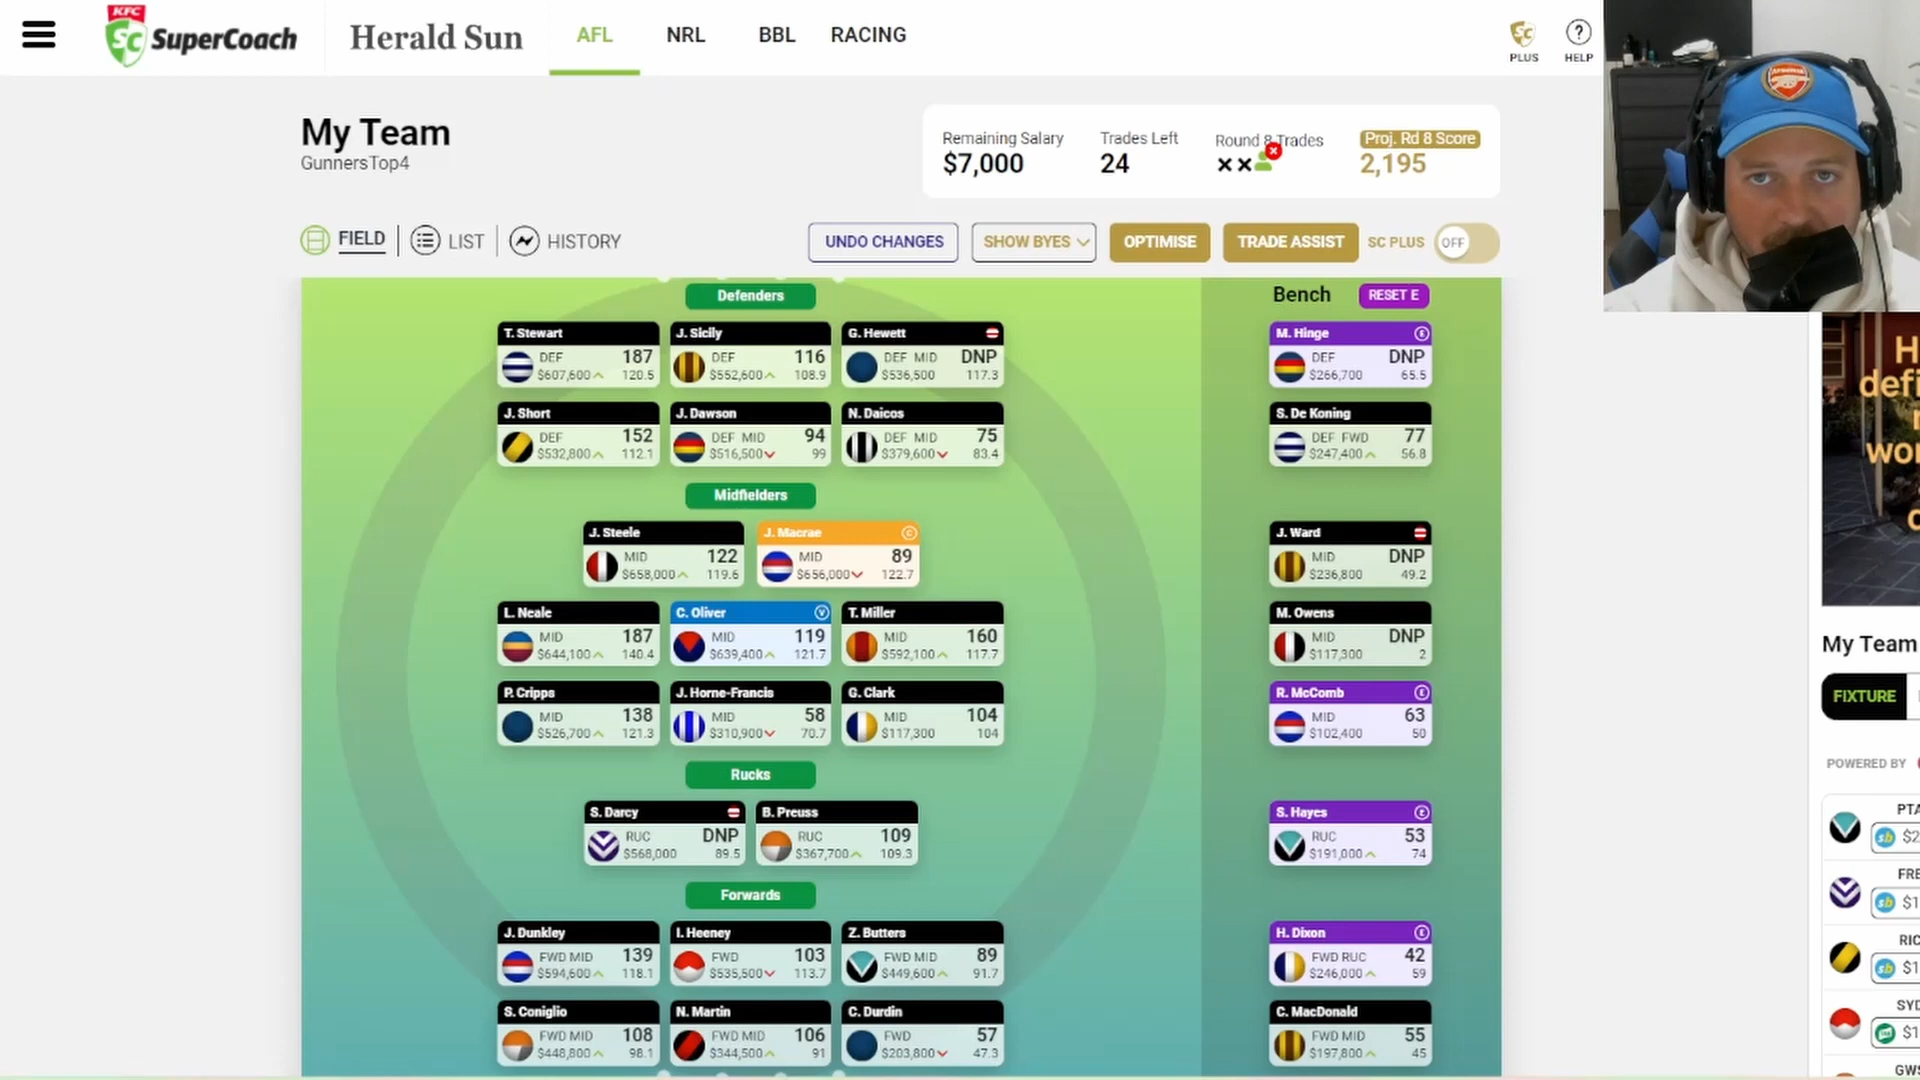 KFC
SC SuperCoach
Herald Sun
AFL
NRL
BBL
RACING
SC
PLUS
?
HELP
My Team
GunnersTop4
Remaining Salary
$7,000
Trades Left
24
Round 8 Trades
Proj. Rd 8 Score
2,195
FIELD
LIST
HISTORY
UNDO CHANGES
SHOW BYES
OPTIMISE
TRADE ASSIST
SC PLUS
OFF
Defenders
Bench
RESET E
T. Stewart
DEF 187
$607,600 120.5
J. Sicily
DEF 116
$552,600 108.9
G. Hewett
DEF MID DNP
$536,500 117.3
M. Hinge E
DEF DNP
$266,700 65.5
J. Short
DEF 152
$532,800 112.1
J. Dawson
DEF MID 94
$516,500 99
N. Daicos
DEF MID 75
$379,600 83.4
S. De Koning
DEF FWD 77
$247,400 56.8
Midfielders
J. Steele
MID 122
$658,000 119.6
J. Macrae C
MID 89
$656,000 122.7
J. Ward
MID DNP
$236,800 49.2
L. Neale
MID 187
$644,100 140.4
C. Oliver V
MID 119
$639,400 121.7
T. Miller
MID 160
$592,100 117.7
M. Owens
MID DNP
$117,300 2
P. Cripps
MID 138
$526,700 121.3
J. Horne-Francis
MID 58
$310,900 70.7
G. Clark
MID 104
$117,300 104
R. McComb E
MID 63
$102,400 50
Rucks
S. Darcy
RUC DNP
$568,000 89.5
B. Preuss
RUC 109
$367,700 109.3
S. Hayes E
RUC 53
$191,000 74
Forwards
J. Dunkley
FWD MID 139
$594,600 118.1
I. Heeney
FWD 103
$535,500 113.7
Z. Butters
FWD MID 89
$449,600 91.7
H. Dixon E
FWD RUC 42
$246,000 59
S. Coniglio
FWD MID 108
$448,800 98.1
N. Martin
FWD MID 106
$344,500 91
C. Durdin
FWD 57
$203,800 47.3
C. MacDonald
FWD MID 55
$197,800 45
My Team
FIXTURE
POWERED BY
PTA
sb $2
FRE
sb $1
RIC
sb $1
SYD
$1
GWS